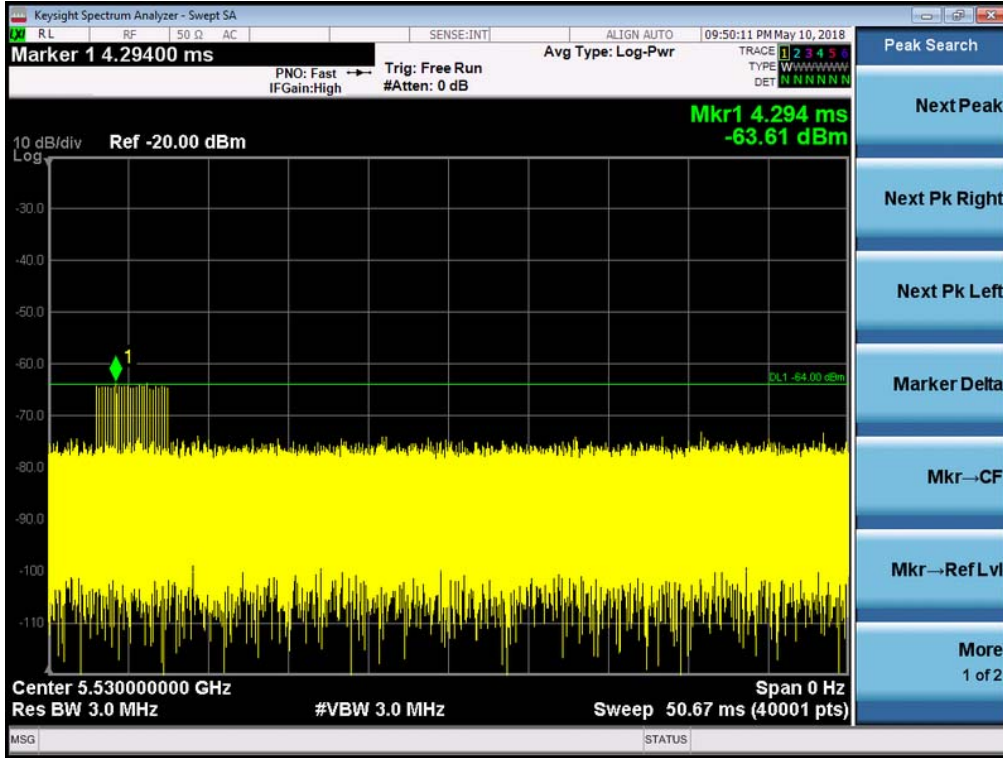 Keysight Spectrum Analyzer - Swept SA
LXI RL RF 50 Ω AC SENSE:INT ALIGN AUTO 09:50:11 PM May 10, 2018
Marker 1 4.29400 ms
PNO: Fast
IFGain:High
Trig: Free Run
#Atten: 0 dB
Avg Type: Log-Pwr
TRACE 1 2 3 4 5 6
TYPE W
DET N N N N N N
Peak Search
Mkr1 4.294 ms
-63.61 dBm
10 dB/div Ref -20.00 dBm
Log
-30.0
-40.0
-50.0
-60.0
1
DL1 -64.00 dBm
-70.0
-80.0
-90.0
-100
-110
Center 5.530000000 GHz Span 0 Hz
Res BW 3.0 MHz #VBW 3.0 MHz Sweep 50.67 ms (40001 pts)
MSG STATUS
Next Peak
Next Pk Right
Next Pk Left
Marker Delta
Mkr→CF
Mkr→Ref Lvl
More
1 of 2